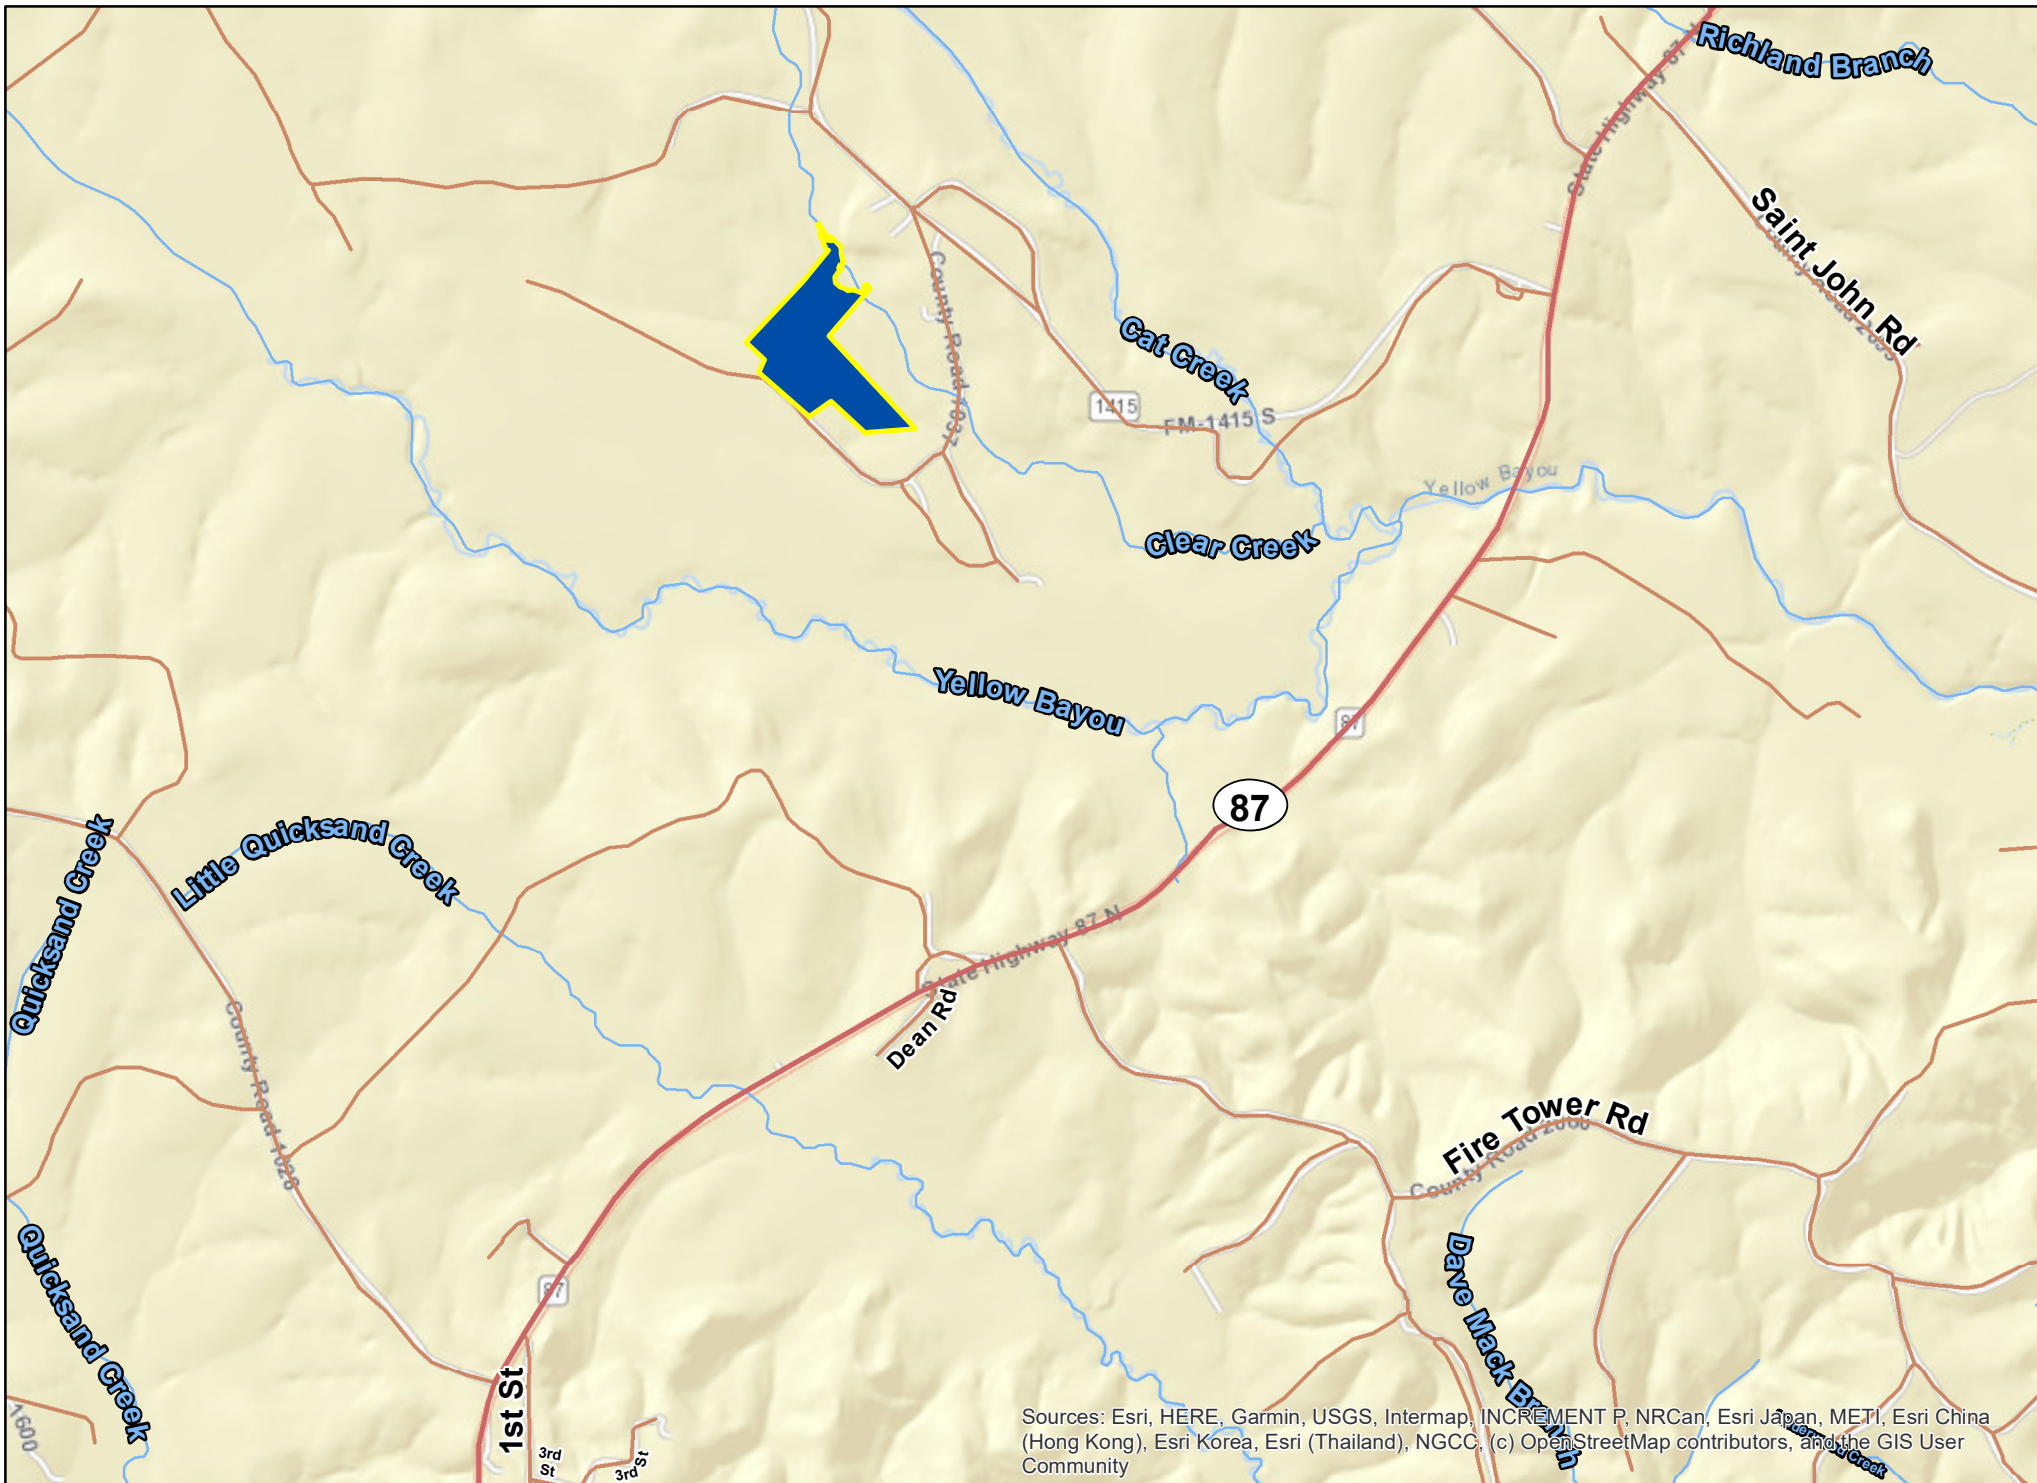 Richland Branch
State Highway 87 N
Saint John Rd
County Road 2099
County Road 1037
Cat Creek
1415
FM-1415 S
Yellow Bayou
Clear Creek
Yellow Bayou
87
87
Little Quicksand Creek
Quicksand Creek
State Highway 87 N
Dean Rd
County Road 1028
Fire Tower Rd
County Road 2060
Quicksand Creek
Dave Mack Branch
87
1st St
1600
3rd
St
3rd St
Sources: Esri, HERE, Garmin, USGS, Intermap, INCREMENT P, NRCan, Esri Japan, METI, Esri China
(Hong Kong), Esri Korea, Esri (Thailand), NGCC, (c) OpenStreetMap contributors, and the GIS User
Community
Creek